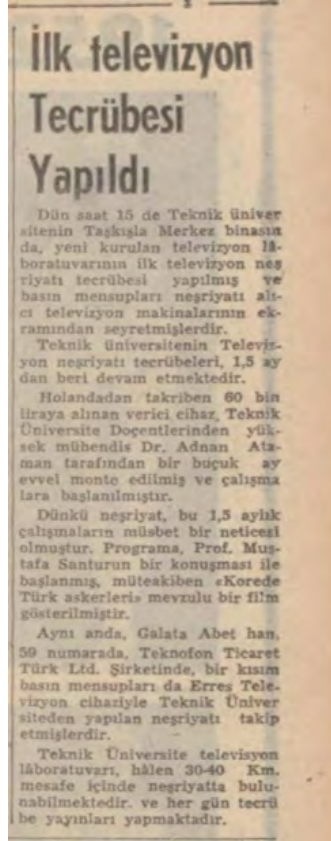 İlk televizyon
Tecrübesi
Yapıldı
Dün saat 15 de Teknik üniver
sitenin Taşkışla Merkez binasın
da, yeni kurulan televizyon lâ-
boratuvarının ilk televizyon neş
riyatı tecrübesi yapılmış ve
basın mensupları neşriyatı alı-
cı televizyon makinalarının ek-
ramından seyretmişlerdir.
Teknik üniversitenin Televiz-
yon neşriyatı tecrübeleri, 1,5 ay
dan beri devam etmektedir.
Holandadan takriben 60 bin
liraya alınan verici cihaz, Teknik
Üniversite Doçentlerinden yük-
sek mühendis Dr. Adnan Ata-
man tarafından bir buçuk ay
evvel monte edilmiş ve çalışma
lara başlanılmıştır.
Dünkü neşriyat, bu 1,5 aylık
çalışmaların müsbet bir neticesi
olmuştur. Programa, Prof. Mus-
tafa Santurun bir konuşması ile
başlanmış, müteakiben «Korede
Türk askerleri» mevzulu bir film
gösterilmiştir.
Aynı anda, Galata Abet han,
59 numarada, Teknofon Ticaret
Türk Ltd. Şirketinde, bir kısım
basın mensupları da Erres Tele-
vizyon cihaziyle Teknik Üniver
siteden yapılan neşriyatı takip
etmişlerdir.
Teknik Üniversite televisyon
lâboratuvarı, hâlen 30-40 Km.
mesafe içinde neşriyatta bulu-
nabilmektedir. ve her gün tecrü
be yayınları yapmaktadır.